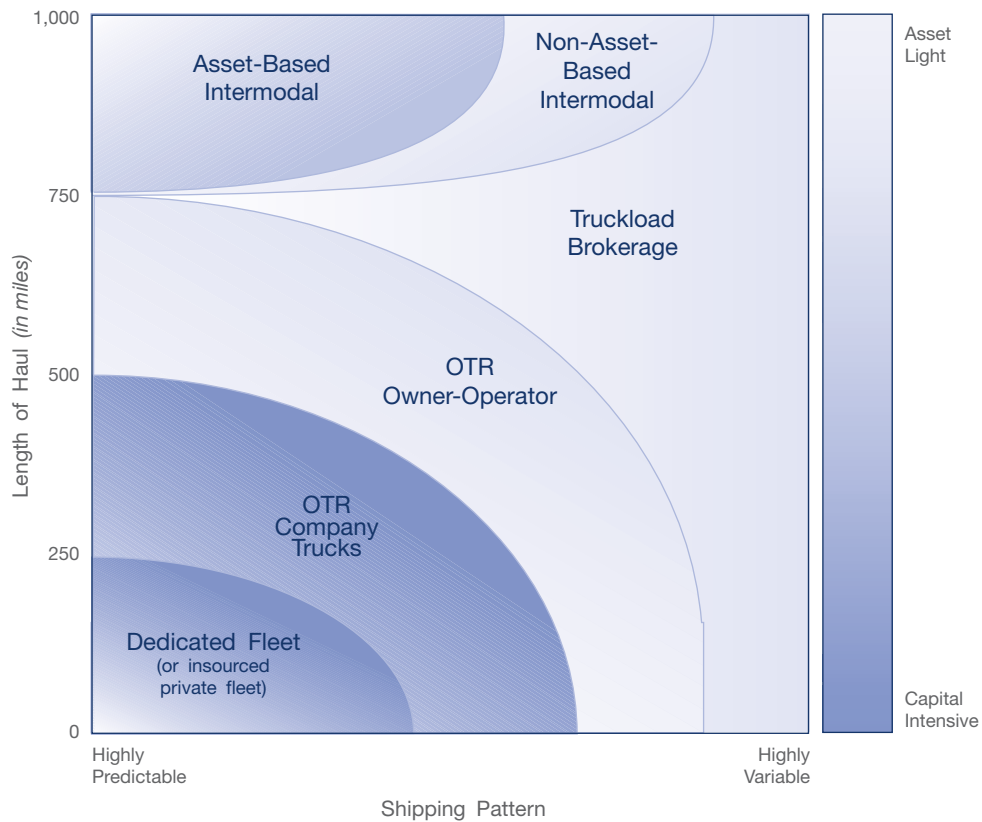 1,000
Asset-Based
Intermodal
Non-Asset-
Based
Intermodal
Asset
Light
750
Truckload
Brokerage
Length of Haul (in miles)
500
OTR
Owner-Operator
OTR
Company
Trucks
250
Dedicated Fleet
(or insourced
private fleet)
Capital
Intensive
0
Highly
Predictable
Highly
Variable
Shipping Pattern